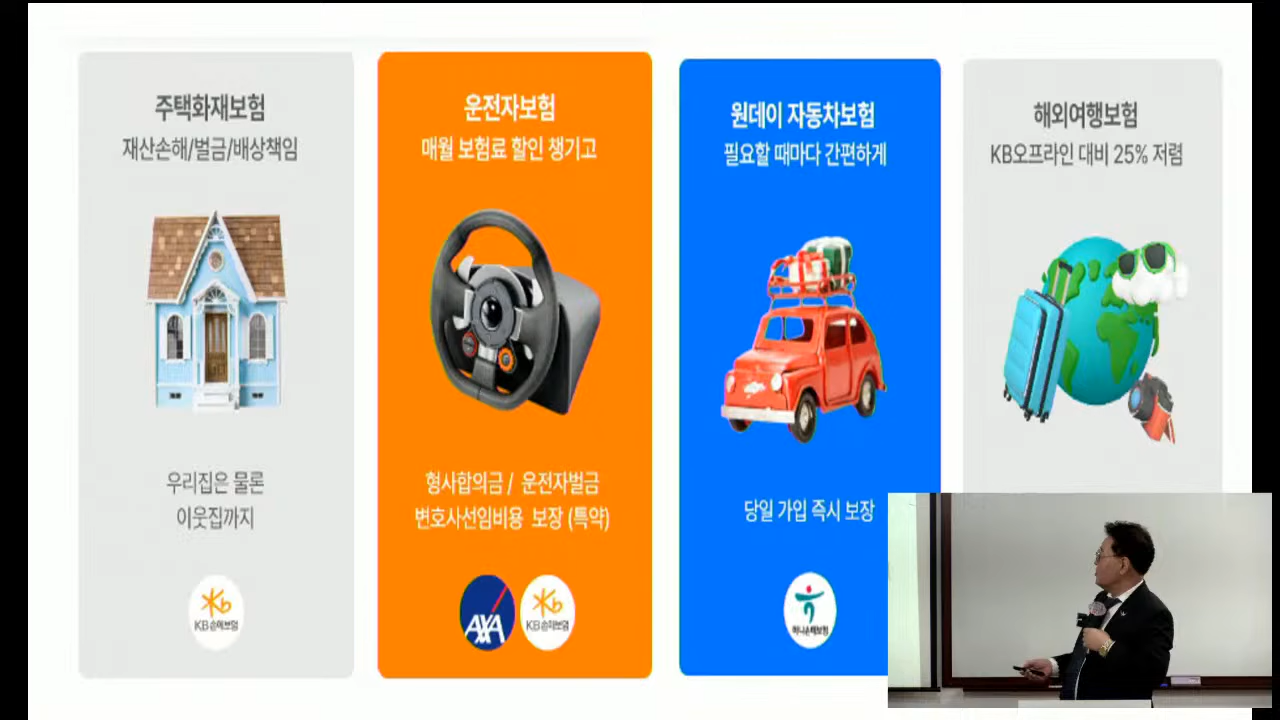 주택화재보험
재산손해/벌금/배상책임
우리집은 물론
이웃집까지
KB손해보험
운전자보험
매월 보험료 할인 챙기고
형사합의금 / 운전자벌금
변호사선임비용 보장 (특약)
AXA
KB손해보험
원데이 자동차보험
필요할 때마다 간편하게
당일 가입 즉시 보장
하나손해보험
해외여행보험
KB오프라인 대비 25% 저렴